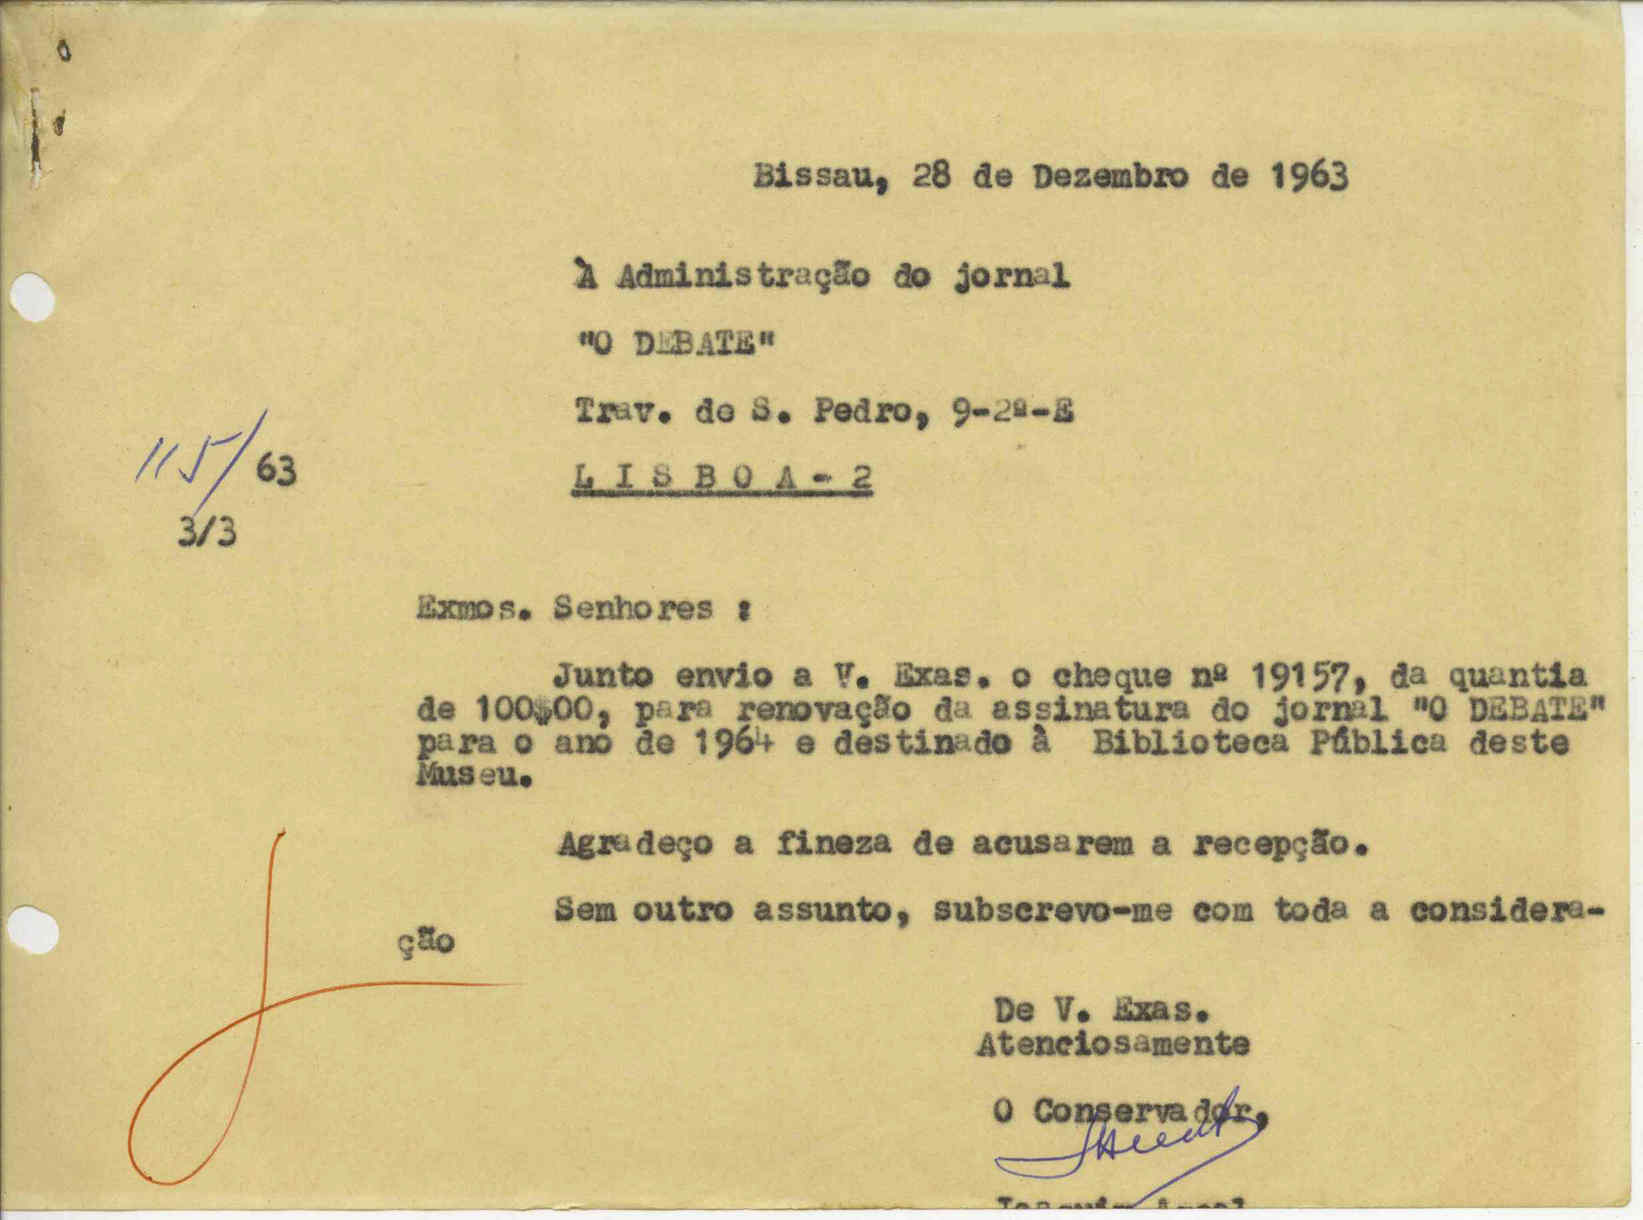 Bissau, 28 de Dezembro de 1963
À Administração do jornal
"O DEBATE"
Trav. de S. Pedro, 9-2º-E
115/63
L I S B O A - 2
3/3
Exmos. Senhores :
Junto envio a V. Exas. o cheque nº 19157, da quantia
de 100$00, para renovação da assinatura do jornal "O DEBATE"
para o ano de 1964 e destinado à Biblioteca Pública deste
Museu.
Agradeço a fineza de acusarem a recepção.
Sem outro assunto, subscrevo-me com toda a considera-
ção
De V. Exas.
Atenciosamente
O Conservador,